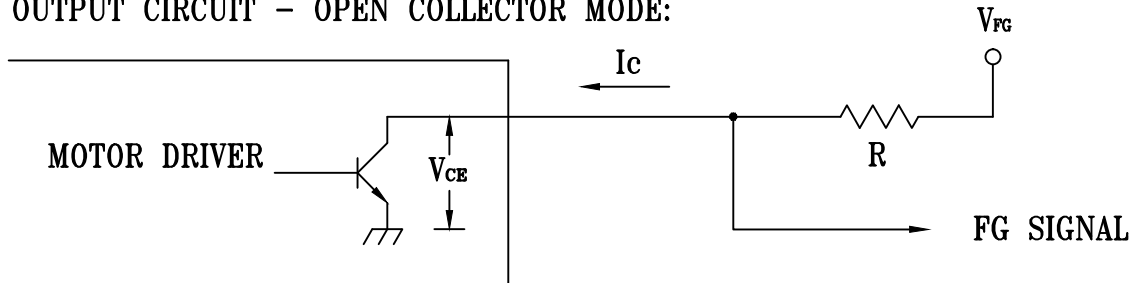 OUTPUT CIRCUIT – OPEN COLLECTOR MODE:
VFG
Ic
MOTOR DRIVER
VCE
R
FG SIGNAL